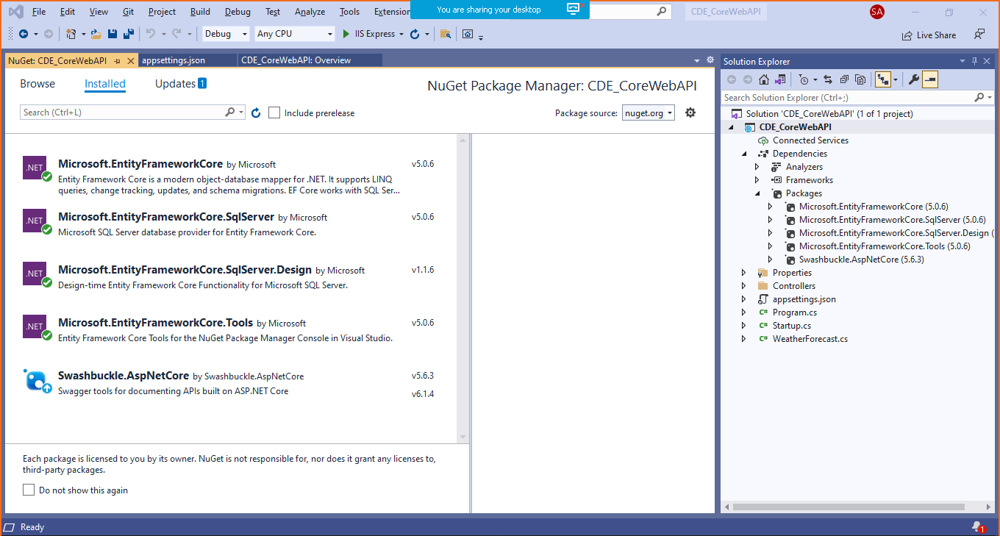 File Edit View Git Project Build Debug Test Analyze Tools Extension
You are sharing your desktop
CDE_CoreWebAPI
SA
Debug Any CPU IIS Express
Live Share
NuGet: CDE_CoreWebAPI appsettings.json CDE_CoreWebAPI: Overview
Browse Installed Updates 1
NuGet Package Manager: CDE_CoreWebAPI
Search (Ctrl+L) Include prerelease Package source: nuget.org
.NET Microsoft.EntityFrameworkCore by Microsoft v5.0.6
Entity Framework Core is a modern object-database mapper for .NET. It supports LINQ
queries, change tracking, updates, and schema migrations. EF Core works with SQL Ser...
.NET Microsoft.EntityFrameworkCore.SqlServer by Microsoft v5.0.6
Microsoft SQL Server database provider for Entity Framework Core.
.NET Microsoft.EntityFrameworkCore.SqlServer.Design by Microsoft v1.1.6
Design-time Entity Framework Core Functionality for Microsoft SQL Server.
.NET Microsoft.EntityFrameworkCore.Tools by Microsoft v5.0.6
Entity Framework Core Tools for the NuGet Package Manager Console in Visual Studio.
Swashbuckle.AspNetCore by Swashbuckle.AspNetCore v5.6.3
Swagger tools for documenting APIs built on ASP.NET Core v6.1.4
Each package is licensed to you by its owner. NuGet is not responsible for, nor does it grant any licenses to,
third-party packages.
Do not show this again
Solution Explorer
Search Solution Explorer (Ctrl+;)
Solution 'CDE_CoreWebAPI' (1 of 1 project)
CDE_CoreWebAPI
Connected Services
Dependencies
Analyzers
Frameworks
Packages
Microsoft.EntityFrameworkCore (5.0.6)
Microsoft.EntityFrameworkCore.SqlServer (5.0.6)
Microsoft.EntityFrameworkCore.SqlServer.Design (
Microsoft.EntityFrameworkCore.Tools (5.0.6)
Swashbuckle.AspNetCore (5.6.3)
Properties
Controllers
appsettings.json
C# Program.cs
C# Startup.cs
C# WeatherForecast.cs
Ready
1